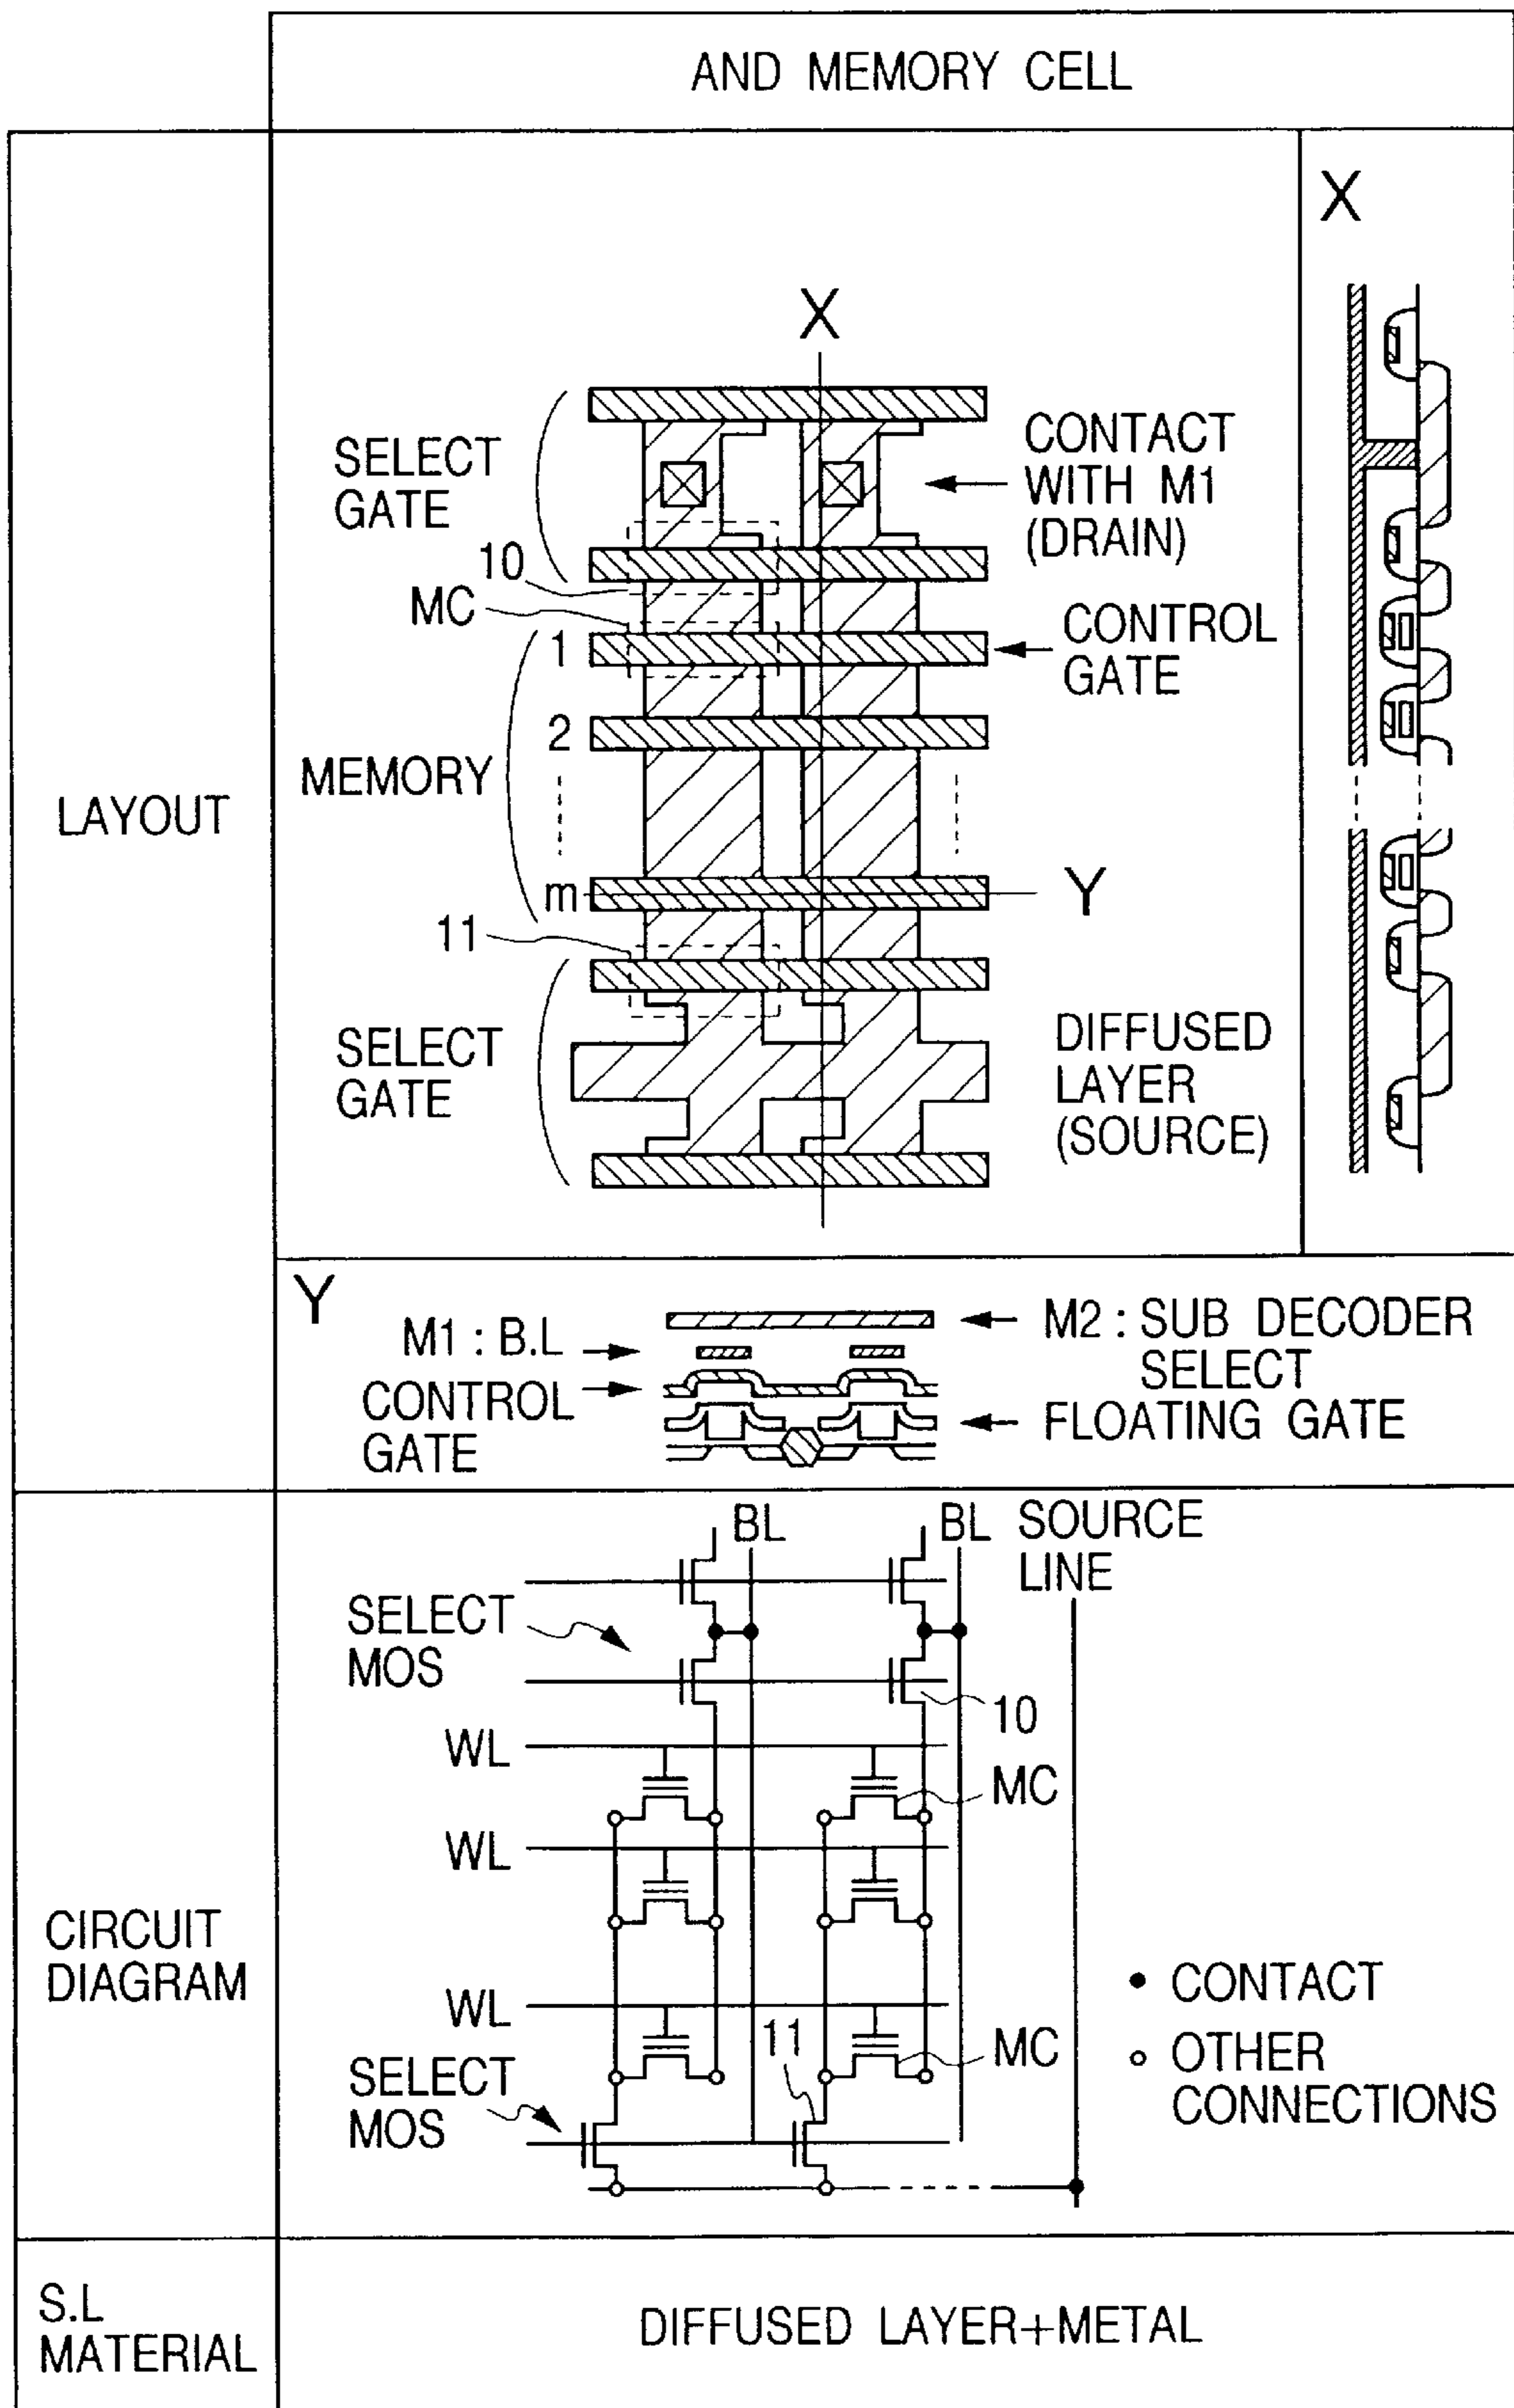 AND MEMORY CELL
LAYOUT
X
X
SELECT
GATE
CONTACT
WITH M1
(DRAIN)
10
MC
1
CONTROL
GATE
2
MEMORY
m
Y
11
SELECT
GATE
DIFFUSED
LAYER
(SOURCE)
Y
M1 : B.L
M2 : SUB DECODER
SELECT
CONTROL
GATE
FLOATING GATE
CIRCUIT
DIAGRAM
BL
BL
SOURCE
LINE
SELECT
MOS
10
WL
MC
WL
WL
11
MC
SELECT
MOS
CONTACT
OTHER
CONNECTIONS
S.L
MATERIAL
DIFFUSED LAYER+METAL